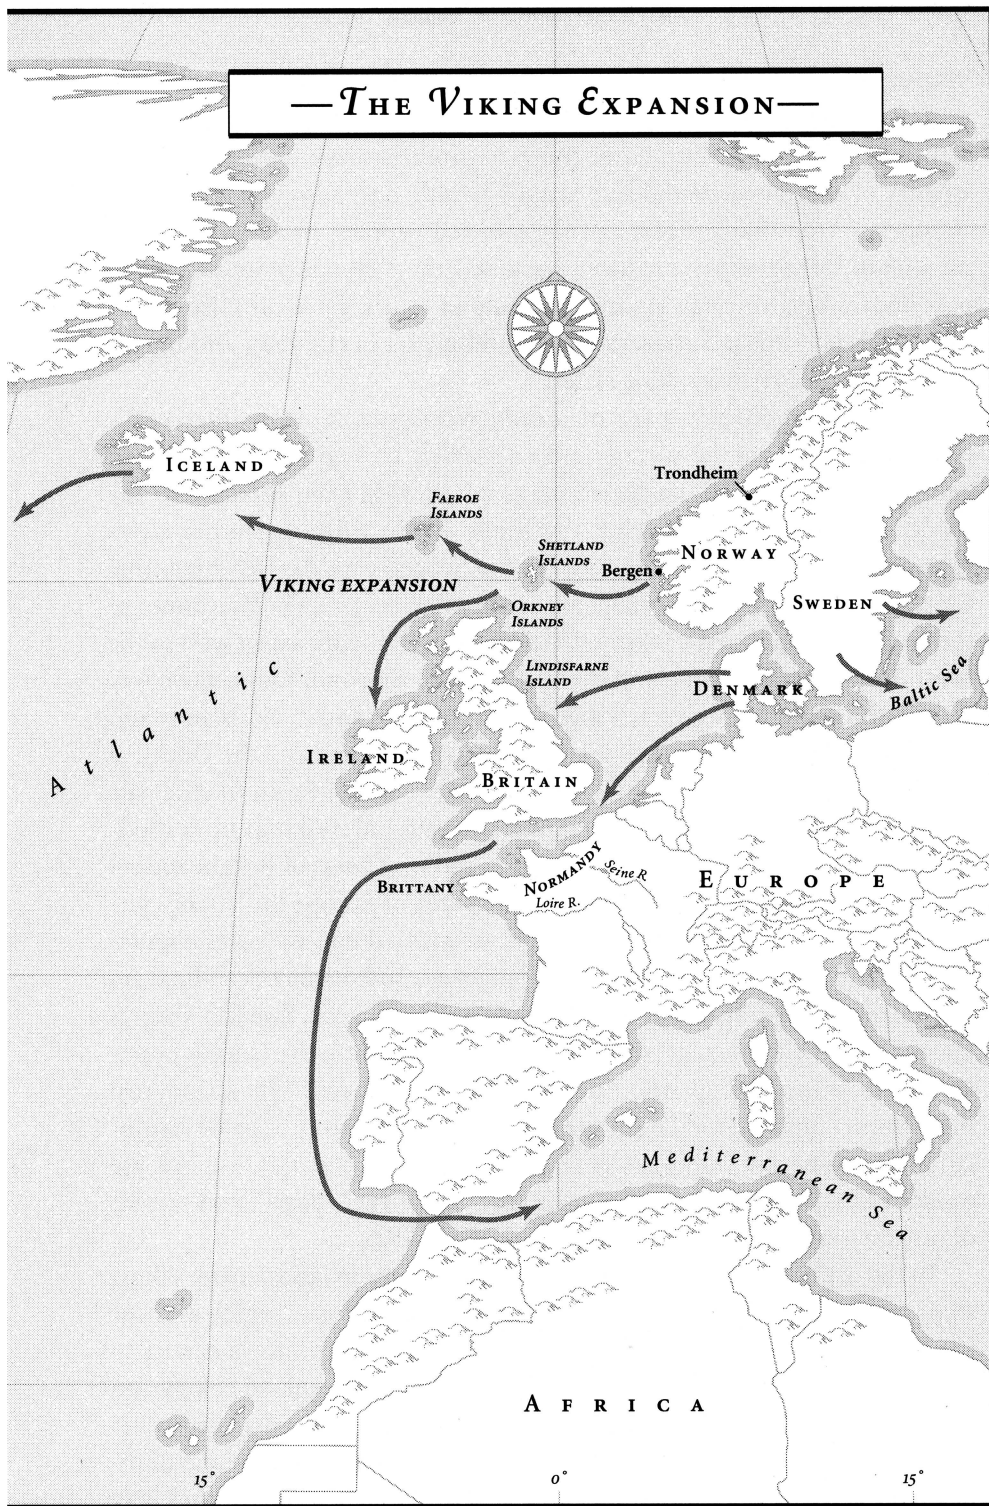 —THE VIKING EXPANSION—
ICELAND
Trondheim
FAEROE
ISLANDS
SHETLAND
ISLANDS
Bergen
NORWAY
VIKING EXPANSION
ORKNEY
ISLANDS
SWEDEN
LINDISFARNE
ISLAND
DENMARK
Baltic Sea
Atlantic
IRELAND
BRITAIN
BRITTANY
NORMANDY
Seine R
Loire R.
EUROPE
Mediterranean Sea
AFRICA
15°
0°
15°